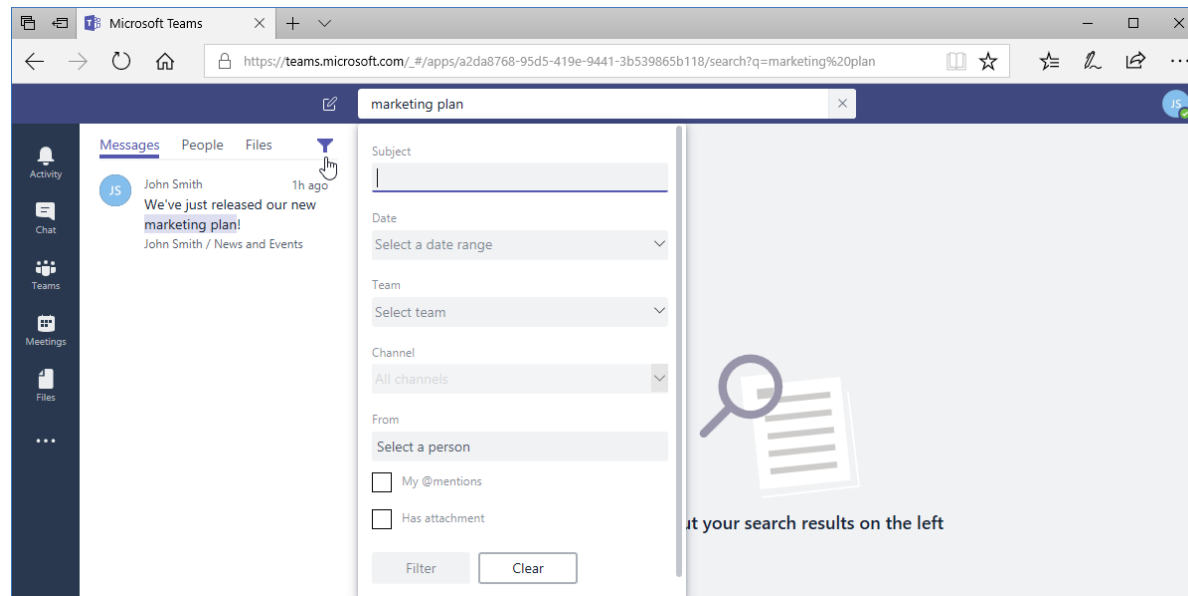 Microsoft Teams
https://teams.microsoft.com/_#/apps/a2da8768-95d5-419e-9441-3b539865b118/search?q=marketing%20plan
marketing plan
JS
Activity
Chat
Teams
Meetings
Files
Messages People Files
JS
John Smith 1h ago
We've just released our new
marketing plan!
John Smith / News and Events
Subject
Date
Select a date range
Team
Select team
Channel
All channels
From
Select a person
My @mentions
Has attachment
Filter Clear
your search results on the left